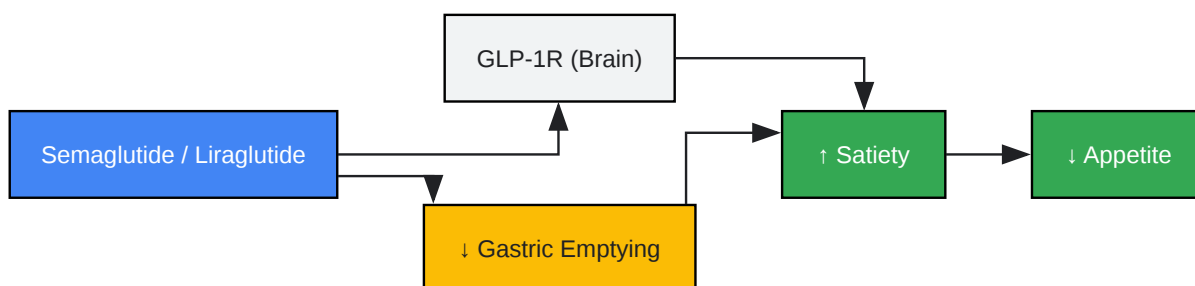 GLP-1R (Brain)
Semaglutide / Liraglutide
↑ Satiety
↓ Appetite
↓ Gastric Emptying